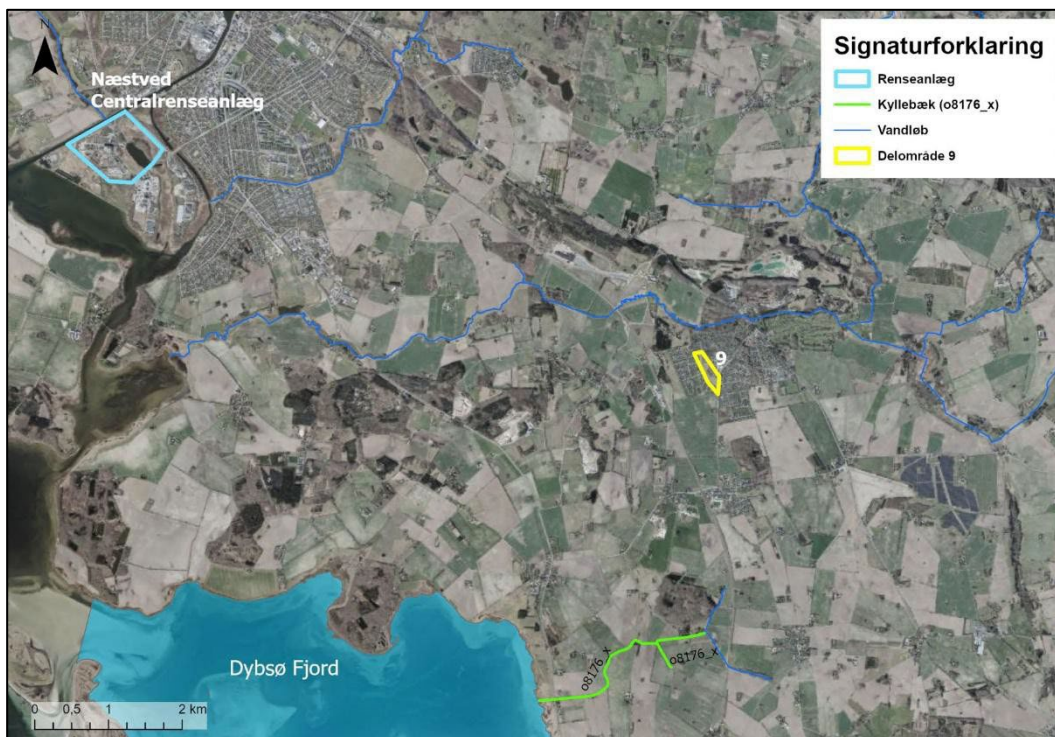 N
Næstved
Centralrenseanlæg
Signaturforklaring
Renseanlæg
Kyllebæk (o8176_x)
Vandløb
Delområde 9
9
o8176_x
o8176_x
Dybsø Fjord
0 0,5 1 2 km